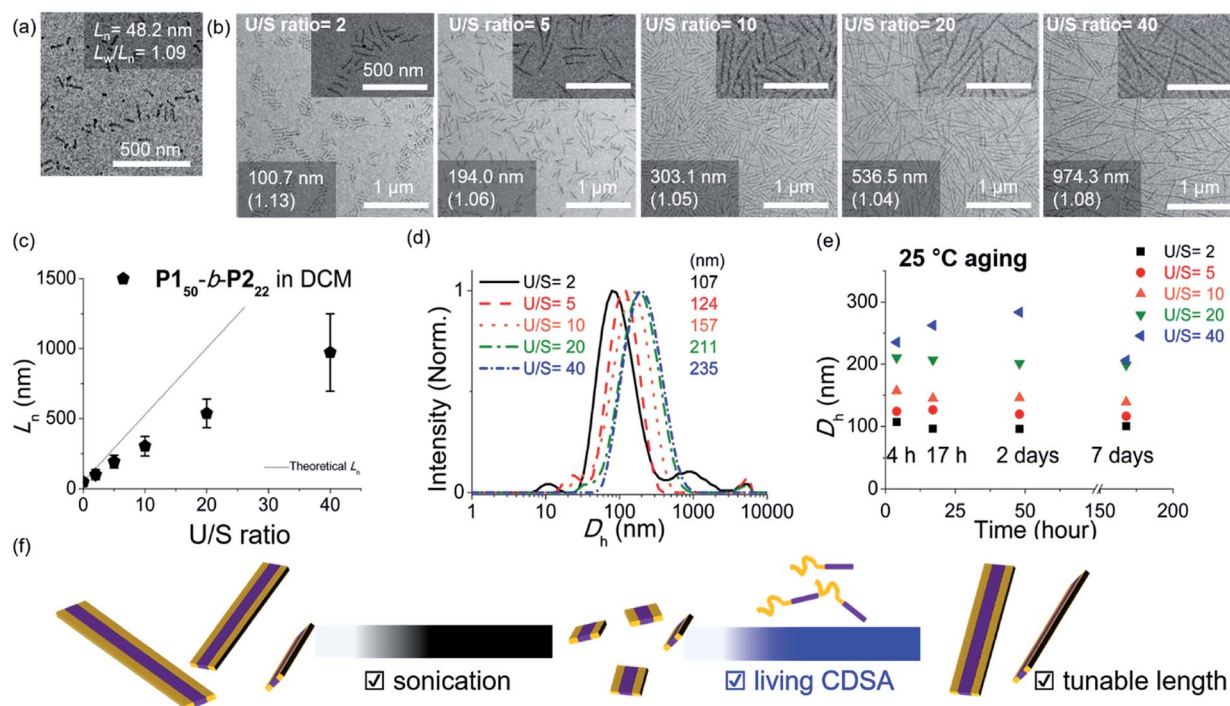 (a)
Lₙ= 48.2 nm
L_w/Lₙ= 1.09
500 nm
(b)
U/S ratio= 2
500 nm
100.7 nm
(1.13)
1 µm
U/S ratio= 5
194.0 nm
(1.06)
1 µm
U/S ratio= 10
303.1 nm
(1.05)
1 µm
U/S ratio= 20
536.5 nm
(1.04)
1 µm
U/S ratio= 40
974.3 nm
(1.08)
1 µm
(c)
P1₅₀-b-P2₂₂ in DCM
1500
1000
500
0
Lₙ (nm)
Theoretical Lₙ
0 10 20 30 40
U/S ratio
(d)
(nm)
U/S= 2 107
U/S= 5 124
U/S= 10 157
U/S= 20 211
U/S= 40 235
1
0
Intensity (Norm.)
1 10 100 1000 10000
D_h (nm)
(e)
25 °C aging
U/S= 2
U/S= 5
U/S= 10
U/S= 20
U/S= 40
300
200
100
0
D_h (nm)
4 h 17 h 2 days 7 days
0 25 50 150 200
Time (hour)
(f)
☑ sonication
☑ living CDSA
☑ tunable length